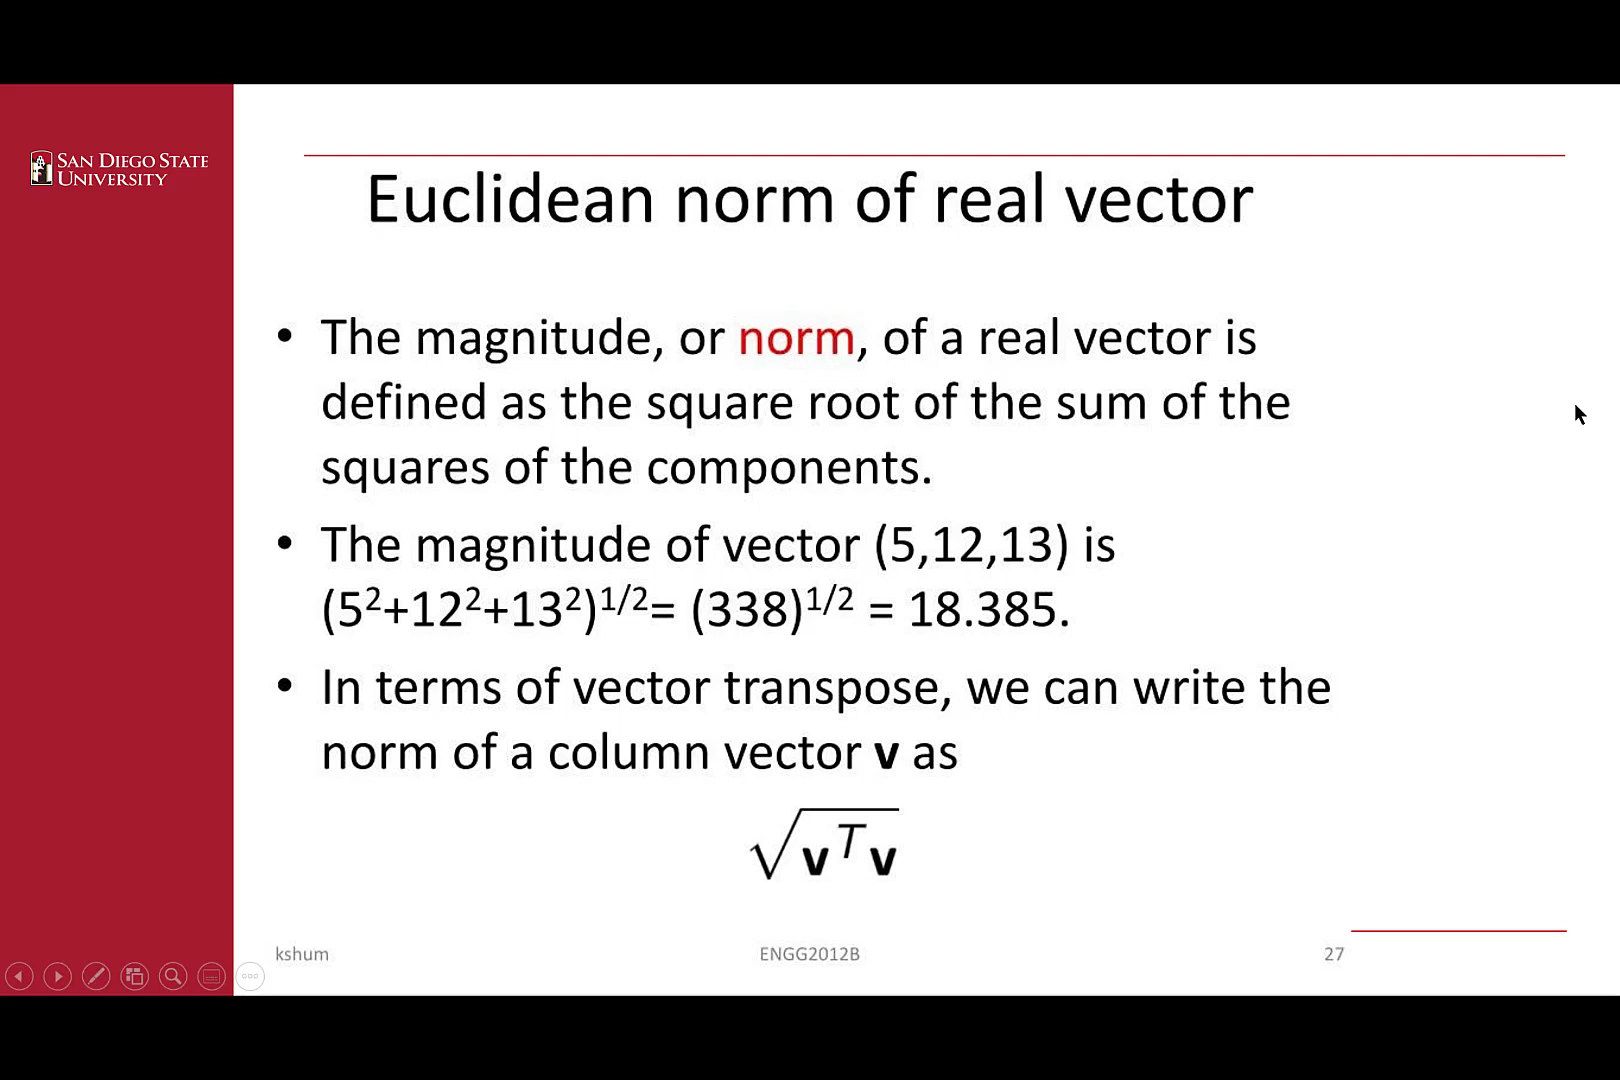 SAN DIEGO STATE
UNIVERSITY
Euclidean norm of real vector
• The magnitude, or norm, of a real vector is
defined as the square root of the sum of the
squares of the components.
• The magnitude of vector (5,12,13) is
(5²+12²+13²)^{1/2}= (338)^{1/2} = 18.385.
• In terms of vector transpose, we can write the
norm of a column vector v as
√(v^T v)
kshum
ENGG2012B
27